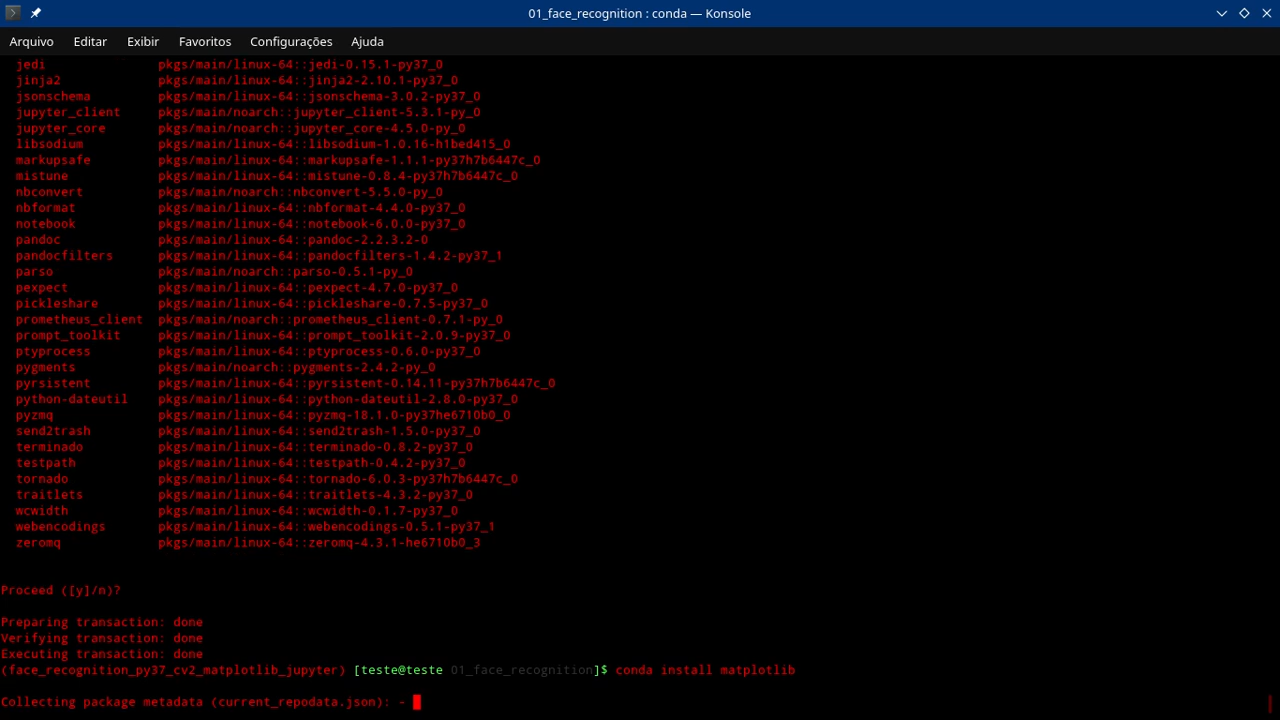 01_face_recognition : conda — Konsole
Arquivo Editar Exibir Favoritos Configurações Ajuda
jedi pkgs/main/linux-64::jedi-0.15.1-py37_0
jinja2 pkgs/main/linux-64::jinja2-2.10.1-py37_0
jsonschema pkgs/main/linux-64::jsonschema-3.0.2-py37_0
jupyter_client pkgs/main/noarch::jupyter_client-5.3.1-py_0
jupyter_core pkgs/main/noarch::jupyter_core-4.5.0-py_0
libsodium pkgs/main/linux-64::libsodium-1.0.16-h1bed415_0
markupsafe pkgs/main/linux-64::markupsafe-1.1.1-py37h7b6447c_0
mistune pkgs/main/linux-64::mistune-0.8.4-py37h7b6447c_0
nbconvert pkgs/main/noarch::nbconvert-5.5.0-py_0
nbformat pkgs/main/linux-64::nbformat-4.4.0-py37_0
notebook pkgs/main/linux-64::notebook-6.0.0-py37_0
pandoc pkgs/main/linux-64::pandoc-2.2.3.2-0
pandocfilters pkgs/main/linux-64::pandocfilters-1.4.2-py37_1
parso pkgs/main/noarch::parso-0.5.1-py_0
pexpect pkgs/main/linux-64::pexpect-4.7.0-py37_0
pickleshare pkgs/main/linux-64::pickleshare-0.7.5-py37_0
prometheus_client pkgs/main/noarch::prometheus_client-0.7.1-py_0
prompt_toolkit pkgs/main/linux-64::prompt_toolkit-2.0.9-py37_0
ptyprocess pkgs/main/linux-64::ptyprocess-0.6.0-py37_0
pygments pkgs/main/noarch::pygments-2.4.2-py_0
pyrsistent pkgs/main/linux-64::pyrsistent-0.14.11-py37h7b6447c_0
python-dateutil pkgs/main/linux-64::python-dateutil-2.8.0-py37_0
pyzmq pkgs/main/linux-64::pyzmq-18.1.0-py37he6710b0_0
send2trash pkgs/main/linux-64::send2trash-1.5.0-py37_0
terminado pkgs/main/linux-64::terminado-0.8.2-py37_0
testpath pkgs/main/linux-64::testpath-0.4.2-py37_0
tornado pkgs/main/linux-64::tornado-6.0.3-py37h7b6447c_0
traitlets pkgs/main/linux-64::traitlets-4.3.2-py37_0
wcwidth pkgs/main/linux-64::wcwidth-0.1.7-py37_0
webencodings pkgs/main/linux-64::webencodings-0.5.1-py37_1
zeromq pkgs/main/linux-64::zeromq-4.3.1-he6710b0_3
Proceed ([y]/n)?
Preparing transaction: done
Verifying transaction: done
Executing transaction: done
(face_recognition_py37_cv2_matplotlib_jupyter) [teste@teste 01_face_recognition]$ conda install matplotlib
Collecting package metadata (current_repodata.json): -